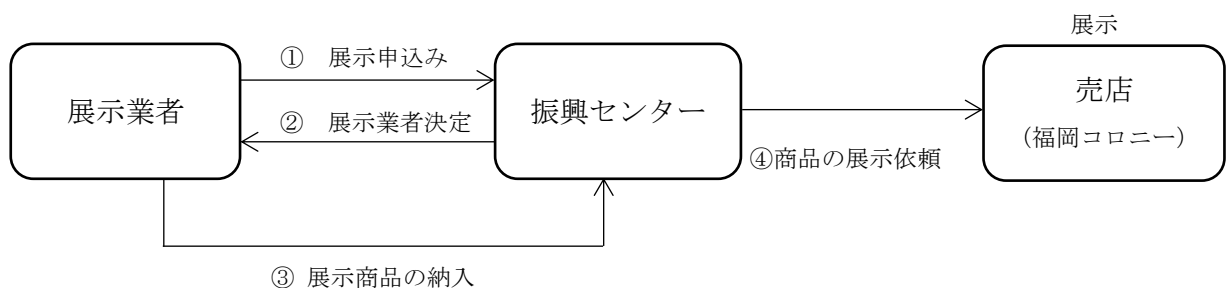 展示
① 展示申込み
展示業者
振興センター
売店
② 展示業者決定
(福岡コロニー)
④商品の展示依頼
③ 展示商品の納入